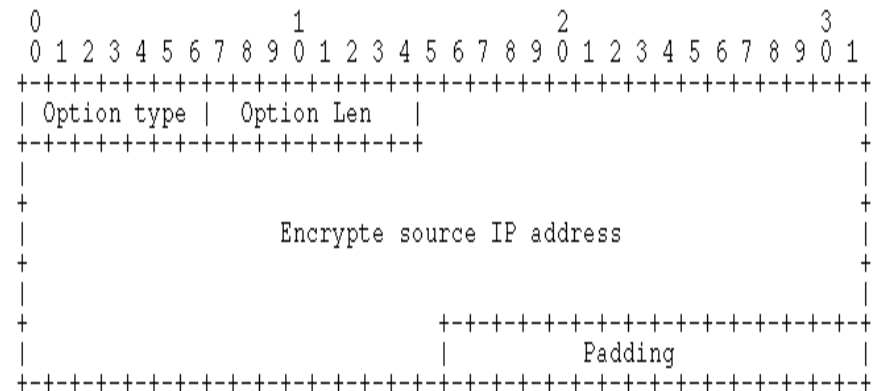 0 1 2 3
0 1 2 3 4 5 6 7 8 9 0 1 2 3 4 5 6 7 8 9 0 1 2 3 4 5 6 7 8 9 0 1
+-+-+-+-+-+-+-+-+-+-+-+-+-+-+-+-+-+-+-+-+-+-+-+-+-+-+-+-+-+-+-+-+
| Option type | Option Len | |
+-+-+-+-+-+-+-+-+-+-+-+-+-+-+-+ +
| |
+ +
| Encrypte source IP address |
+ +
| |
+ +-+-+-+-+-+-+-+-+-+-+-+-+-+-+-+-+
| | Padding |
+-+-+-+-+-+-+-+-+-+-+-+-+-+-+-+-+-+-+-+-+-+-+-+-+-+-+-+-+-+-+-+-+